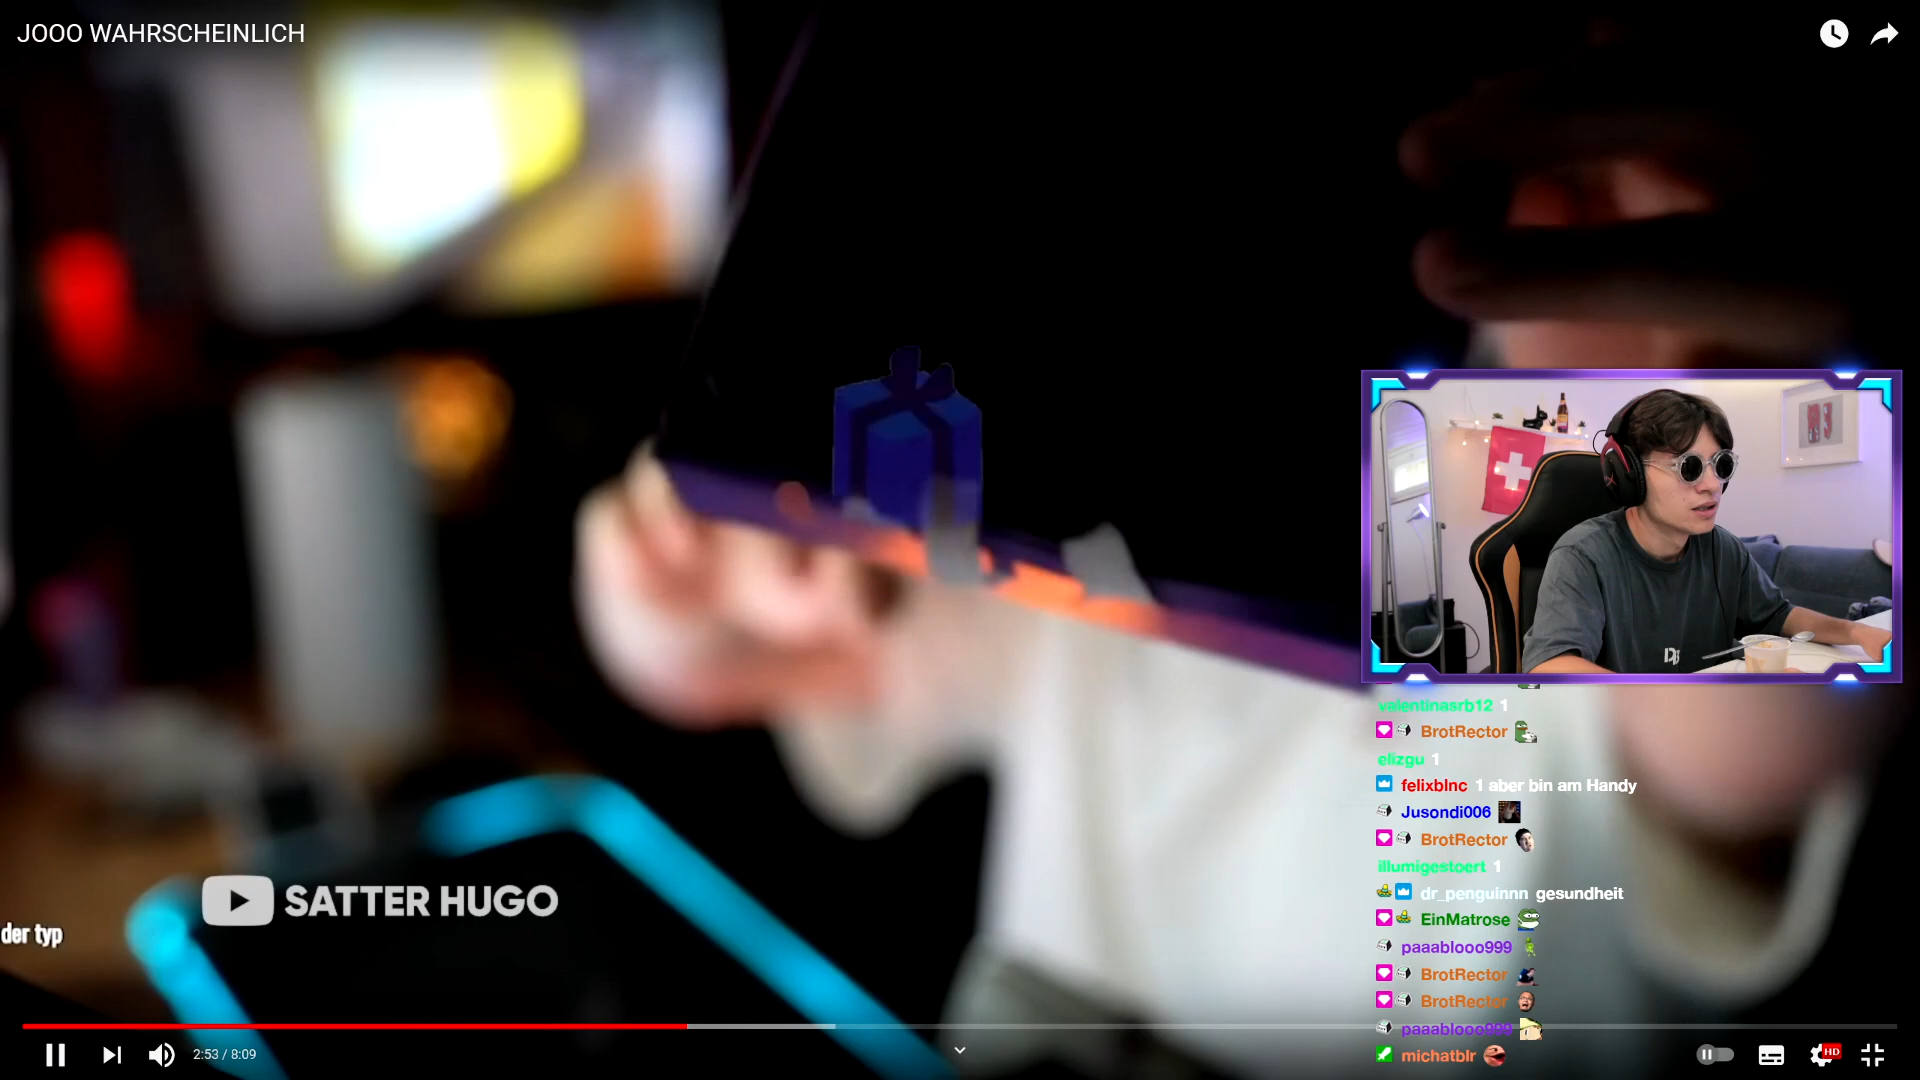 JOOO WAHRSCHEINLICH
SATTER HUGO
der typ
valentinasrb12 1
BrotRector
elizgu 1
felixblnc 1 aber bin am Handy
Jusondi006
BrotRector
illumigestoert 1
dr_penguinnn gesundheit
EinMatrose
paaablooo999
BrotRector
BrotRector
paaablooo999
michatblr
2:53 / 8:09
HD